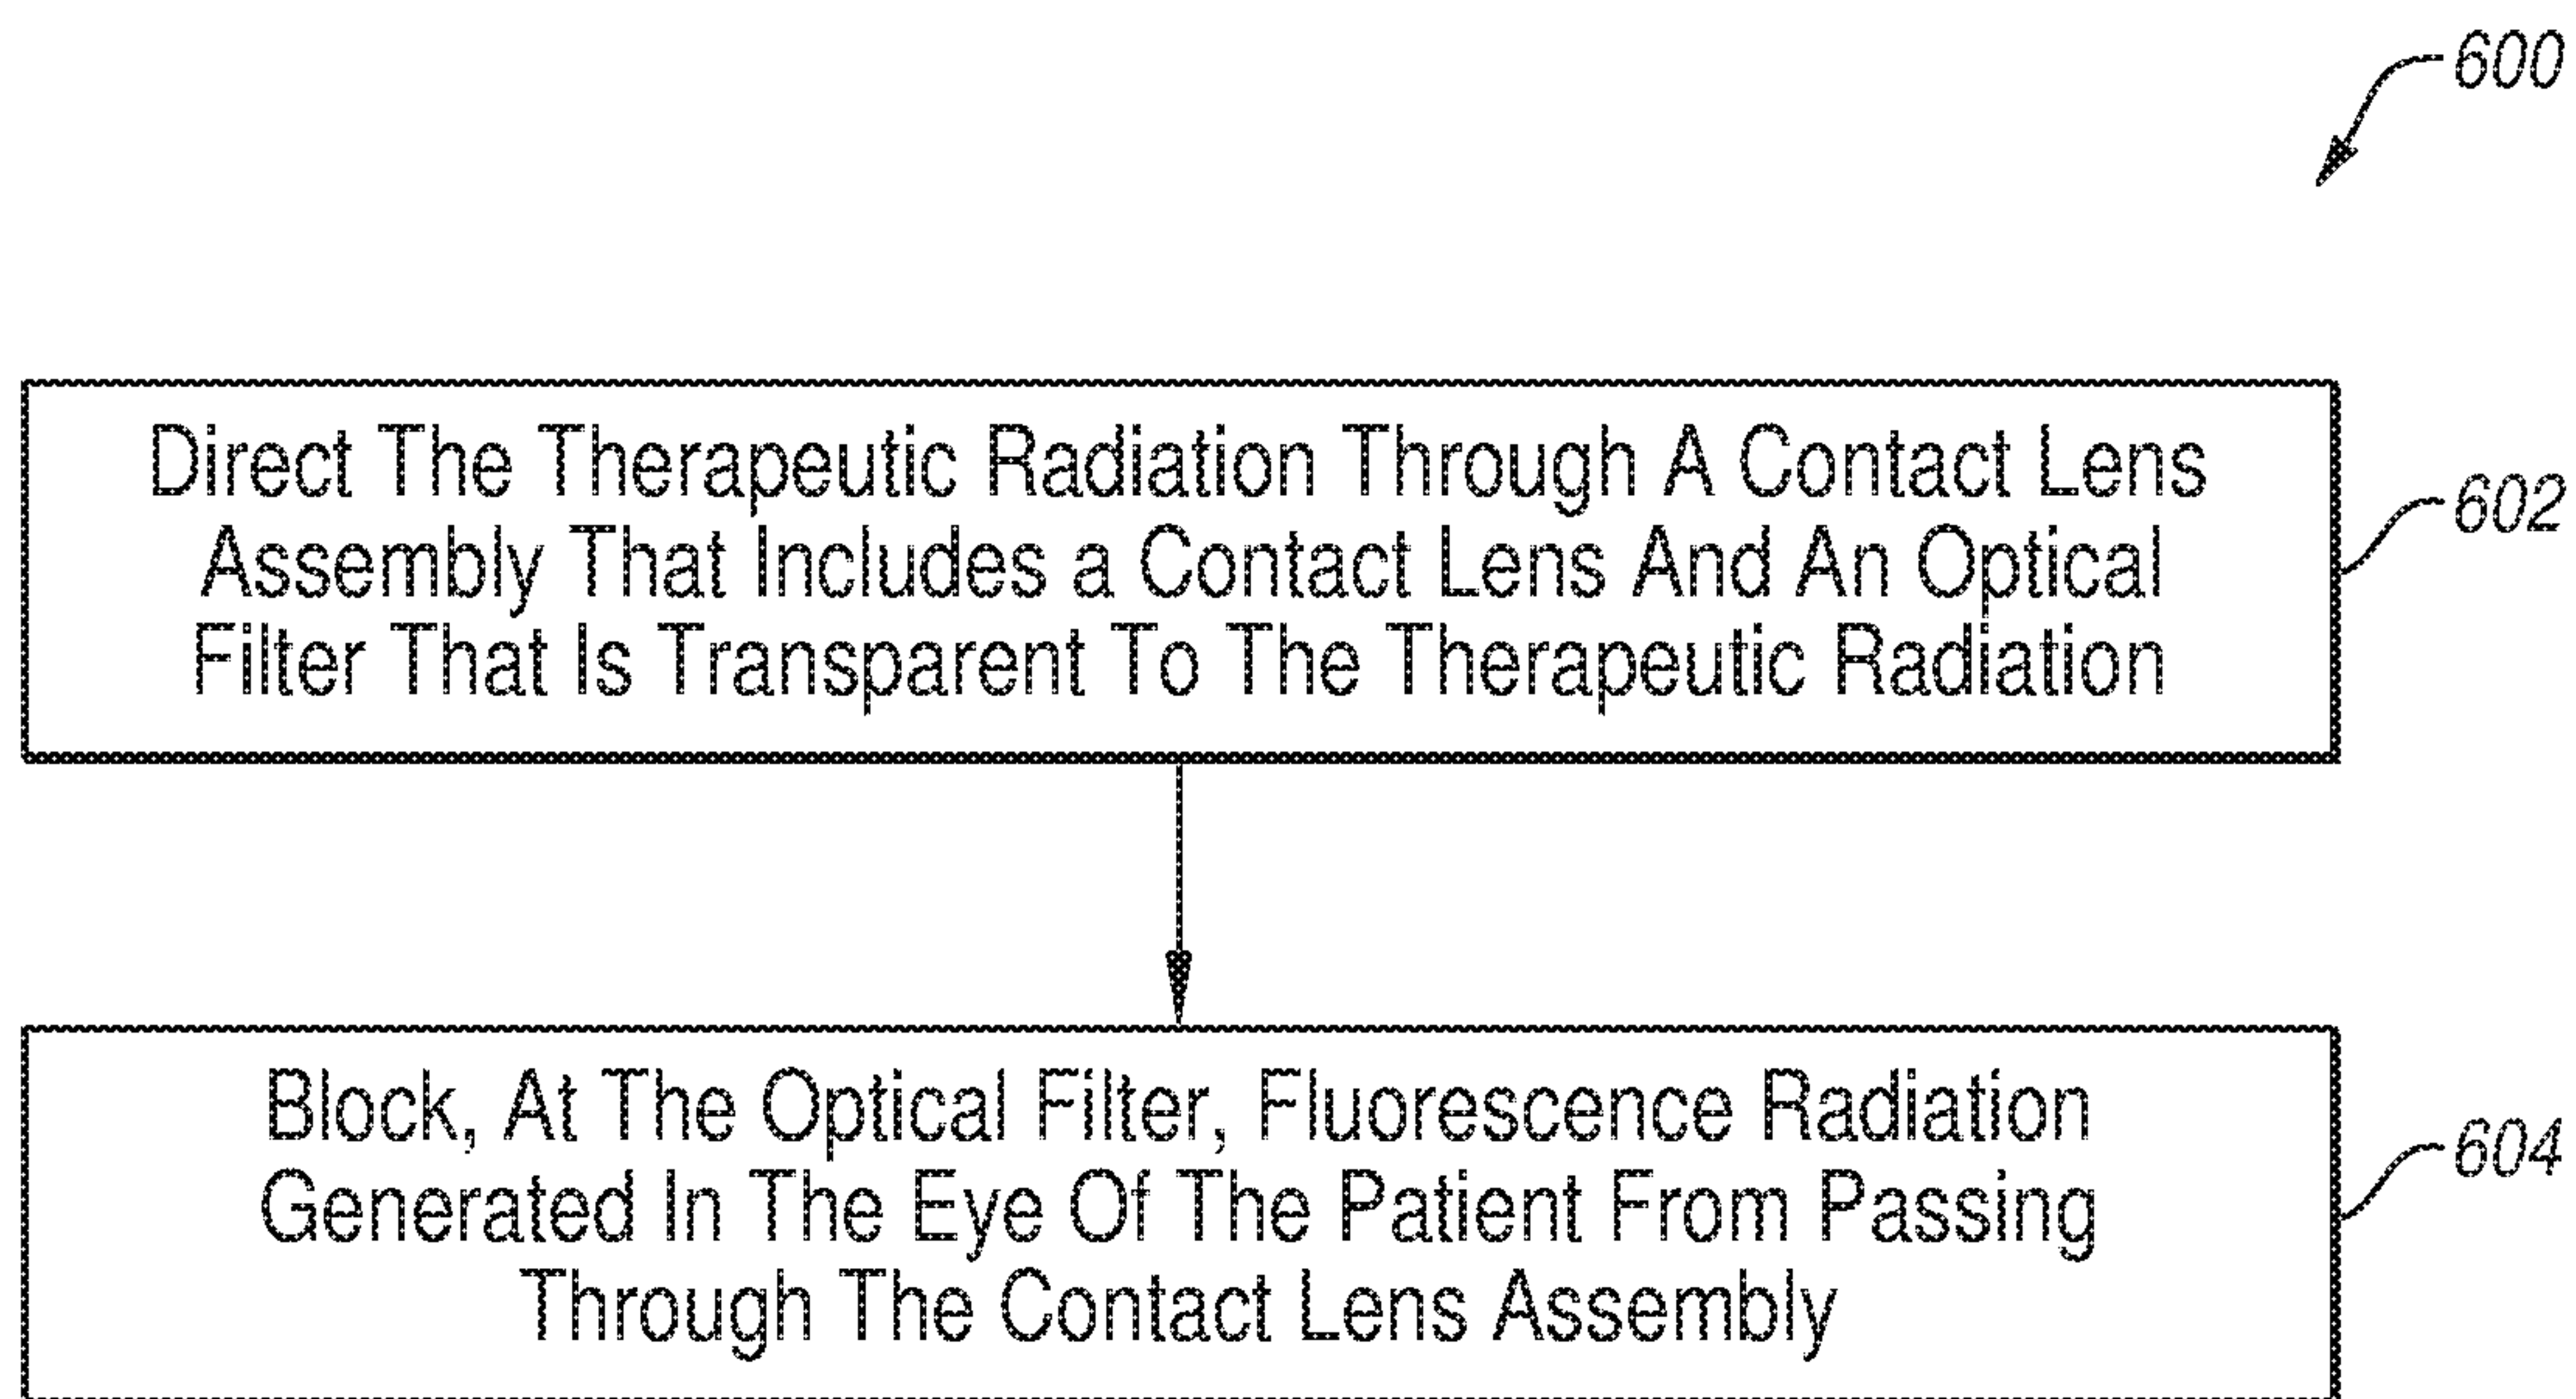 600
Direct The Therapeutic Radiation Through A Contact Lens
Assembly That Includes a Contact Lens And An Optical
Filter That Is Transparent To The Therapeutic Radiation
602
Block, At The Optical Filter, Fluorescence Radiation
Generated In The Eye Of The Patient From Passing
Through The Contact Lens Assembly
604